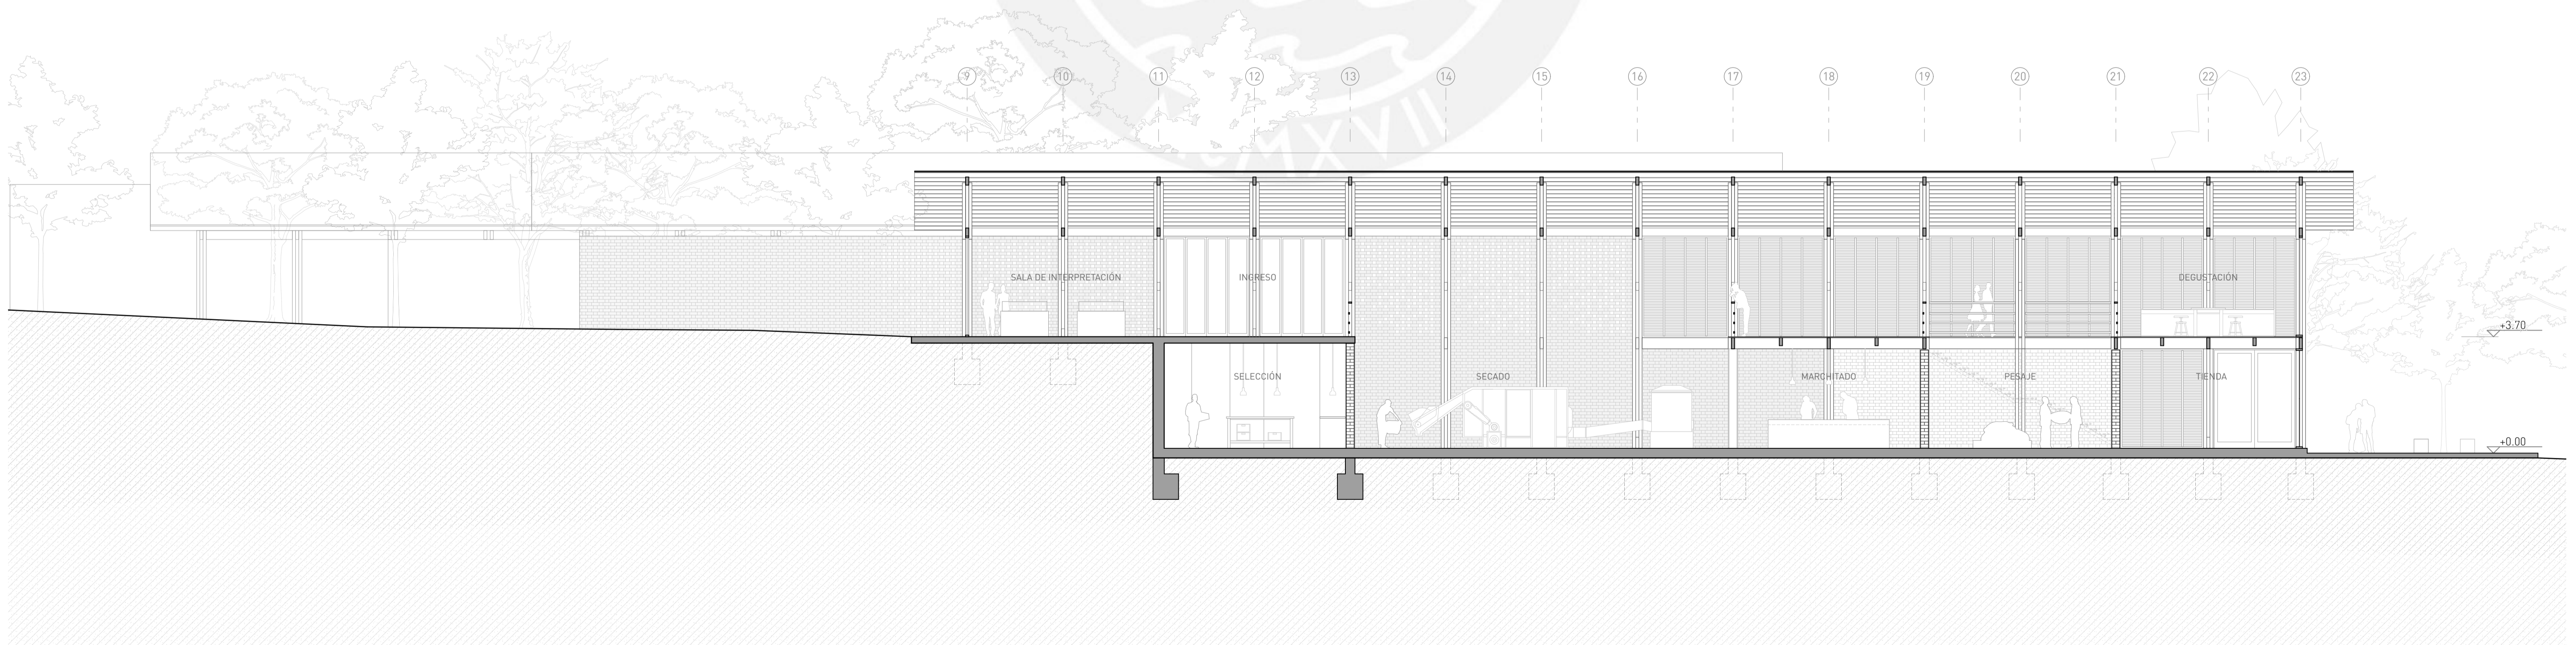 MCMXVII
9 10 11 12 13 14 15 16 17 18 19 20 21 22 23
SALA DE INTERPRETACIÓN INGRESO DEGUSTACIÓN
+3.70
SELECCIÓN SECADO MARCHITADO PESAJE TIENDA
+0.00